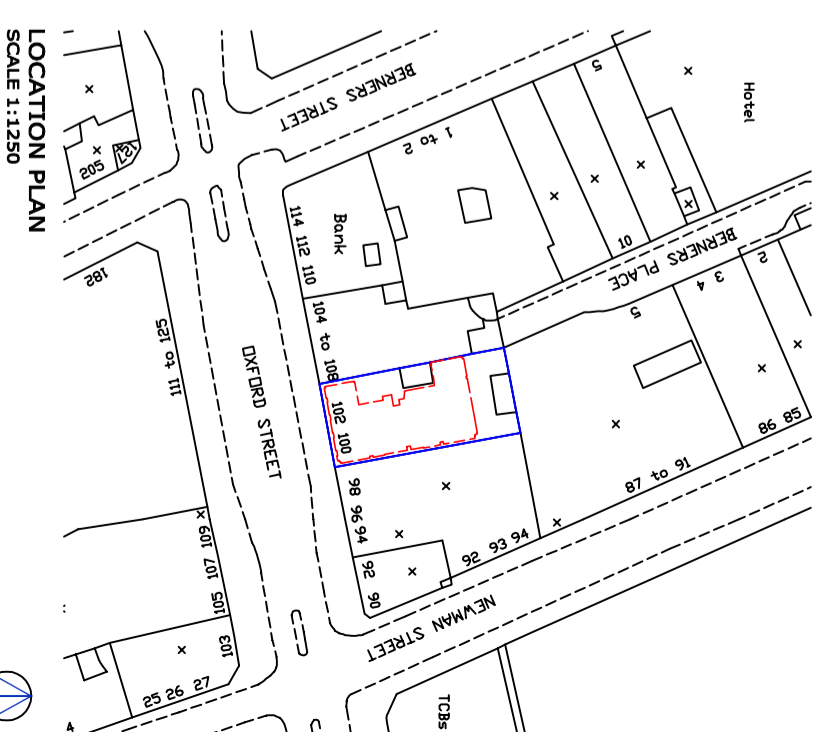 LOCATION PLAN
SCALE 1:1250
BERNERS STREET
1 to 2
5
Hotel
127
205
182
114 112 110
Bank
10
BERNERS PLACE
2
3 4
5
111 to 125
OXFORD STREET
104 to 108
102 100
86 85
87 to 91
98 96 94
92 93 94
92 90
109 107 105
103
NEWMAN STREET
25 26 27
TCBs
4